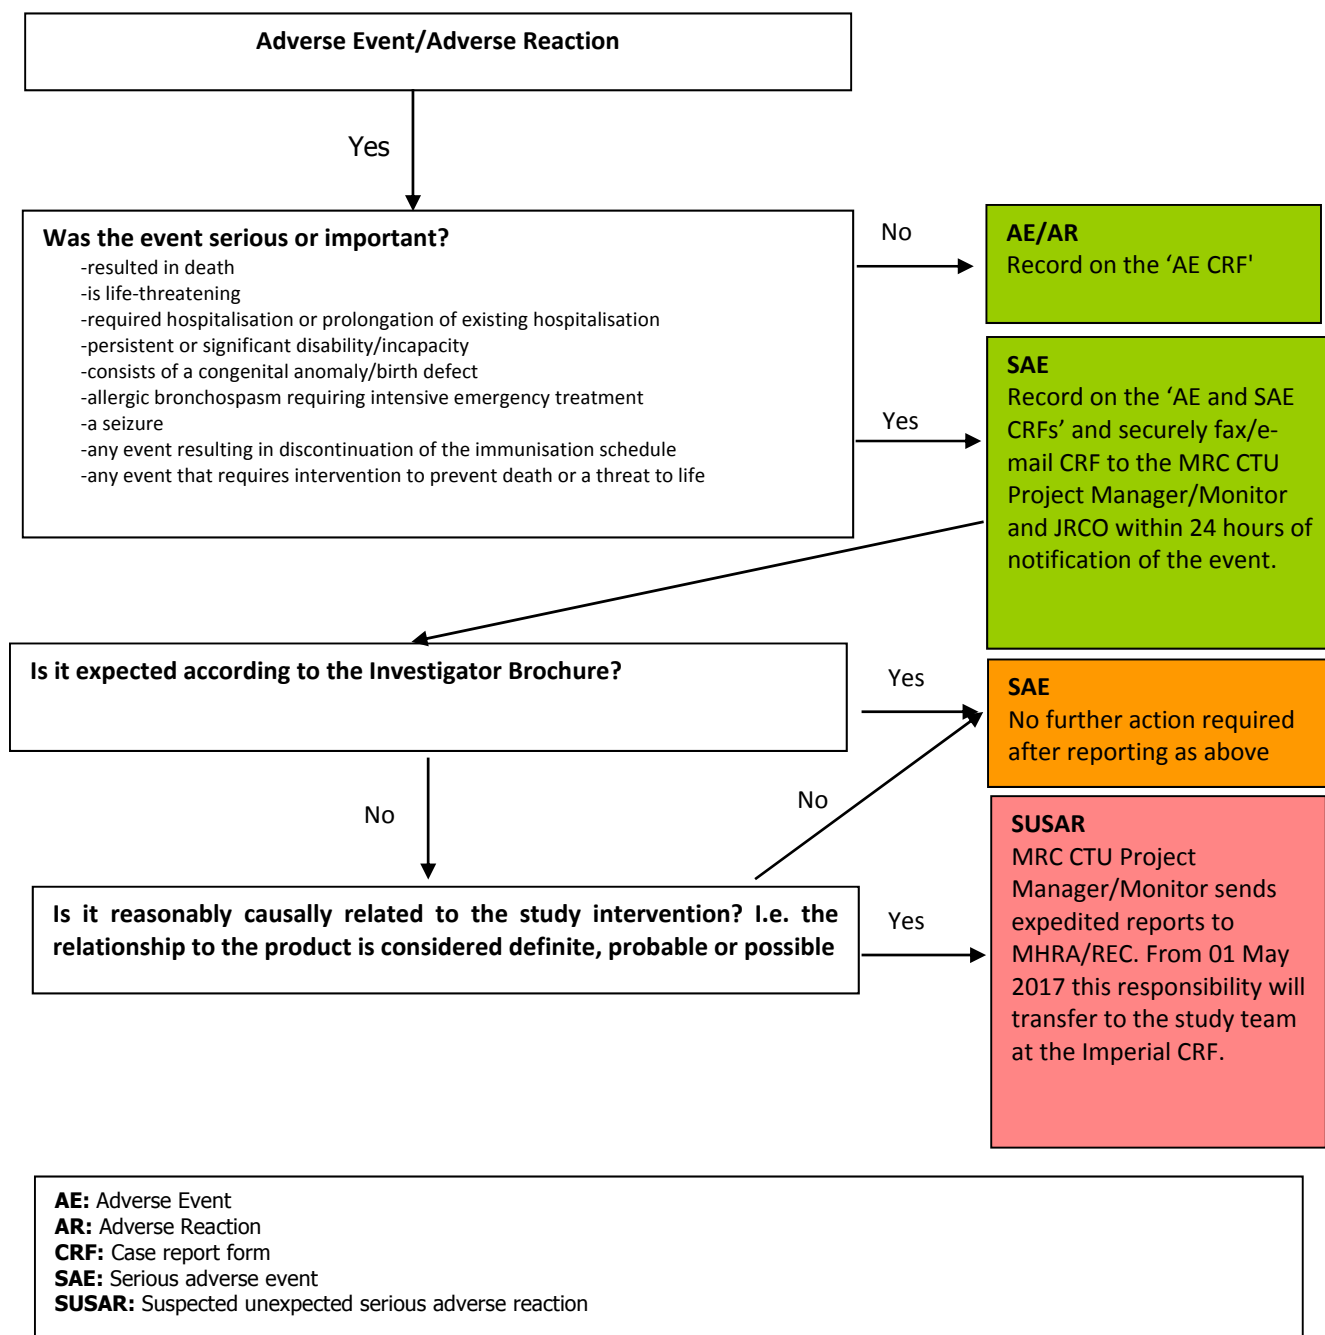 Adverse Event/Adverse Reaction
Yes
Was the event serious or important?
-resulted in death
-is life-threatening
-required hospitalisation or prolongation of existing hospitalisation
-persistent or significant disability/incapacity
-consists of a congenital anomaly/birth defect
-allergic bronchospasm requiring intensive emergency treatment
-a seizure
-any event resulting in discontinuation of the immunisation schedule
-any event that requires intervention to prevent death or a threat to life
No
AE/AR
Record on the ‘AE CRF'
Yes
SAE
Record on the ‘AE and SAE
CRFs’ and securely fax/e-
mail CRF to the MRC CTU
Project Manager/Monitor
and JRCO within 24 hours of
notification of the event.
Is it expected according to the Investigator Brochure?
Yes
SAE
No further action required
after reporting as above
No
No
Is it reasonably causally related to the study intervention? I.e. the
relationship to the product is considered definite, probable or possible
Yes
SUSAR
MRC CTU Project
Manager/Monitor sends
expedited reports to
MHRA/REC. From 01 May
2017 this responsibility will
transfer to the study team
at the Imperial CRF.
AE: Adverse Event
AR: Adverse Reaction
CRF: Case report form
SAE: Serious adverse event
SUSAR: Suspected unexpected serious adverse reaction